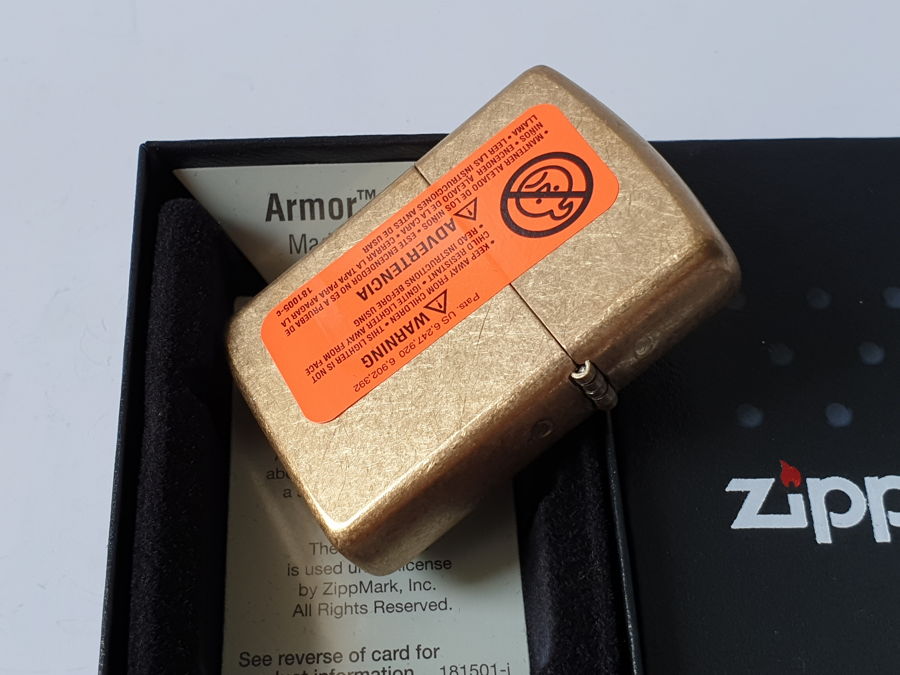 Armor™
Mad
• MANTENER ALEJADO DE LOS NIÑOS • ESTE ENCENDEDOR NO ES A PRUEBA DE
NIÑOS • ENCENDER ALEJADO DE LA CARA • CERRAR LA TAPA PARA APAGAR LA
LLAMA • LEER LAS INSTRUCCIONES ANTES DE USAR
181005-c
ADVERTENCIA
• KEEP AWAY FROM CHILDREN • THIS LIGHTER IS NOT
CHILD RESISTANT • IGNITE LIGHTER AWAY FROM FACE
• READ INSTRUCTIONS BEFORE USING
WARNING
Pats. US 6,247,920 6,902,392
Zipp
abo
a
The
is used un license
by ZippMark, Inc.
All Rights Reserved.
See reverse of card for
information
181501-i